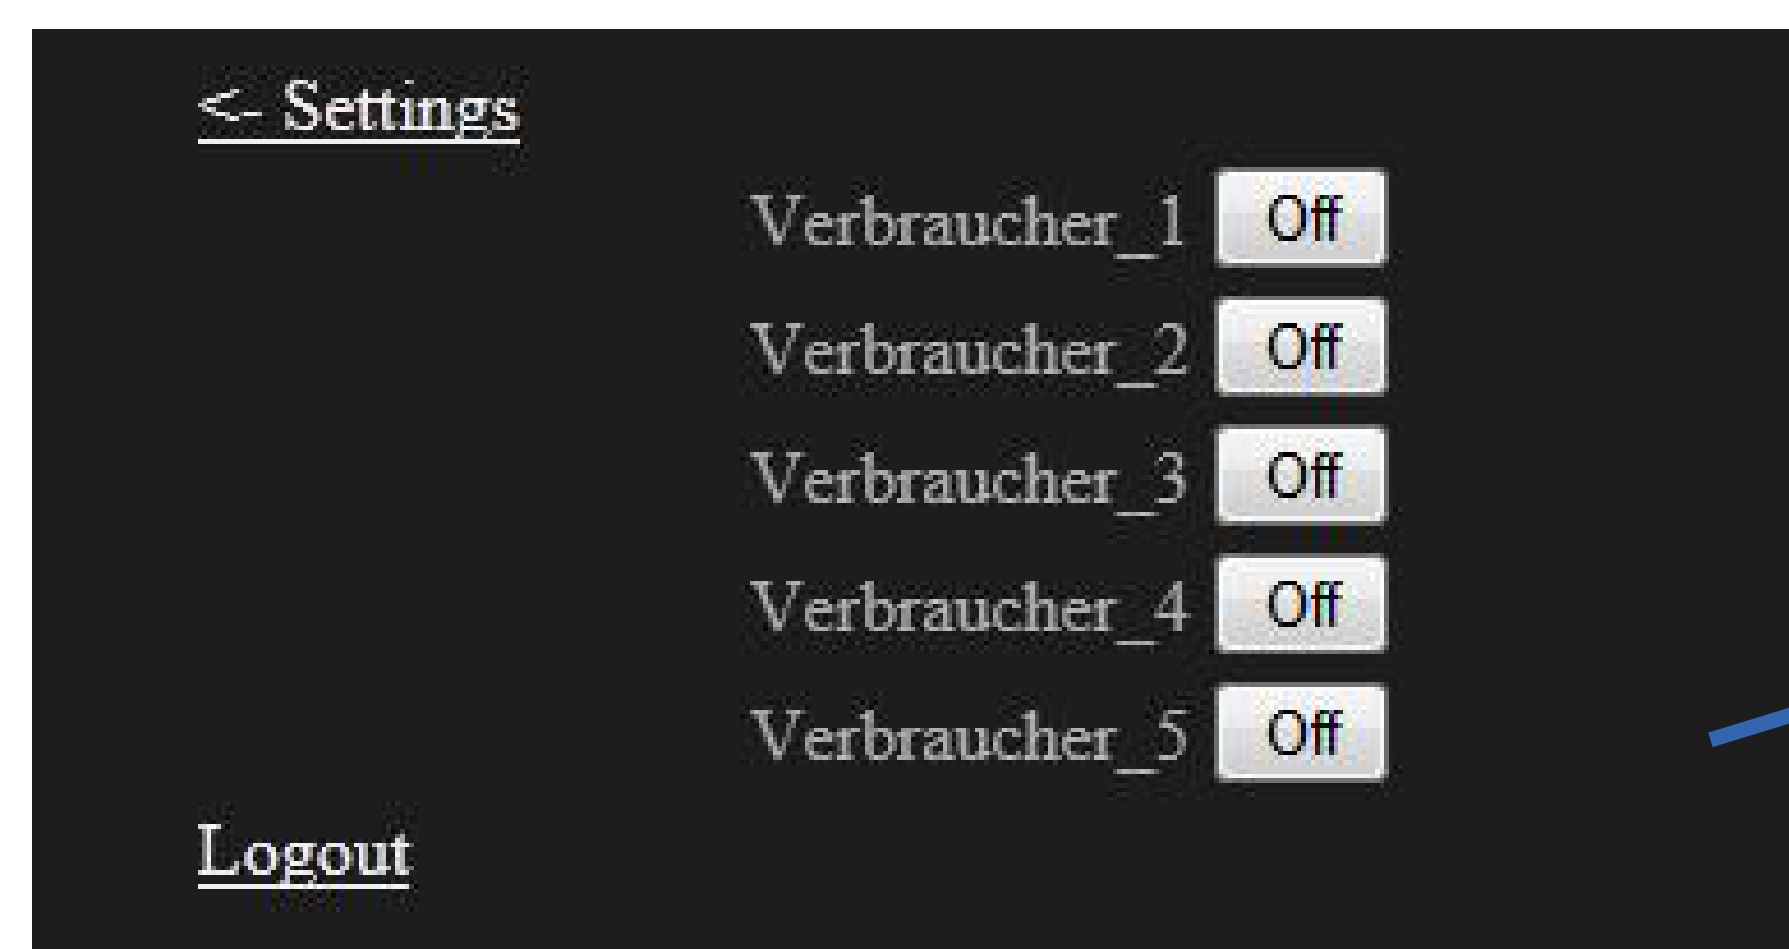 <- Settings
Verbraucher_1 Off
Verbraucher_2 Off
Verbraucher_3 Off
Verbraucher_4 Off
Verbraucher_5 Off
Logout